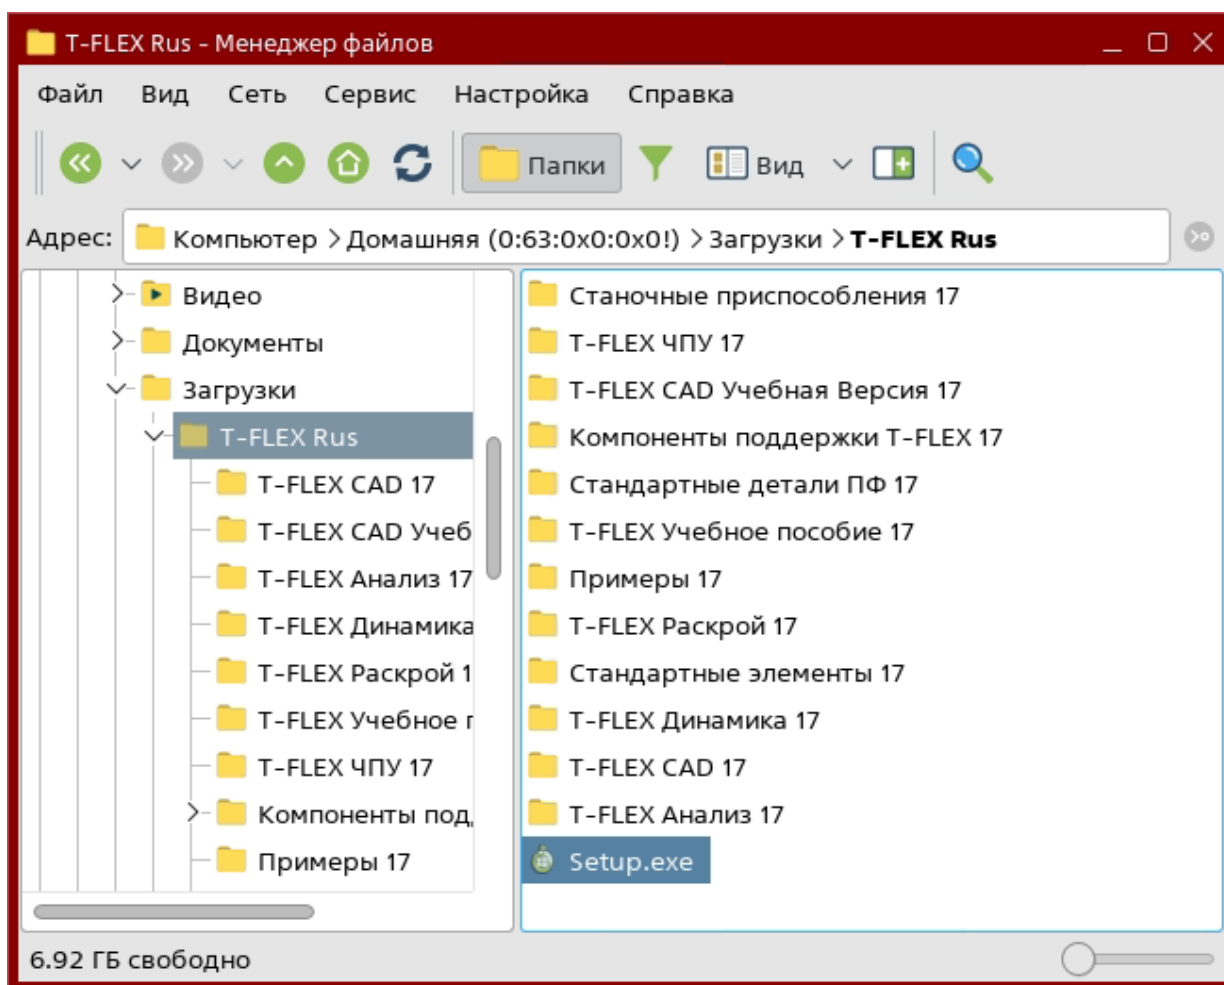 T-FLEX Rus - Менеджер файлов
Файл Вид Сеть Сервис Настройка Справка
Папки Вид
Адрес: Компьютер > Домашняя (0:63:0x0:0x0!) > Загрузки > T-FLEX Rus
Видео
Документы
Загрузки
T-FLEX Rus
T-FLEX CAD 17
T-FLEX CAD Учеб
T-FLEX Анализ 17
T-FLEX Динамика
T-FLEX Раскрой 1
T-FLEX Учебное г
T-FLEX ЧПУ 17
Компоненты под
Примеры 17
Станочные приспособления 17
T-FLEX ЧПУ 17
T-FLEX CAD Учебная Версия 17
Компоненты поддержки T-FLEX 17
Стандартные детали ПФ 17
T-FLEX Учебное пособие 17
Примеры 17
T-FLEX Раскрой 17
Стандартные элементы 17
T-FLEX Динамика 17
T-FLEX CAD 17
T-FLEX Анализ 17
Setup.exe
6.92 ГБ свободно